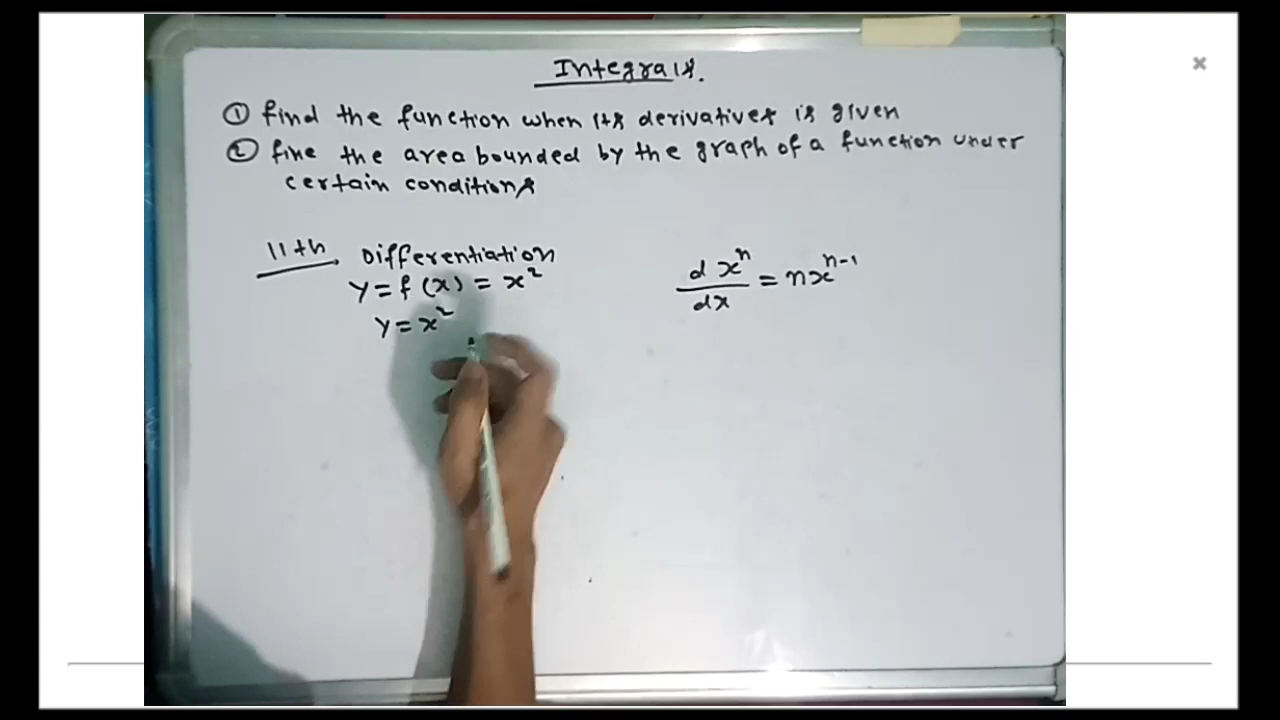 Integrals.
① find the function when its derivatives is given
② fine the area bounded by the graph of a function under
certain conditions
11th Differentiation
y = f(x) = x²
y = x²
d xⁿ / dx = nxⁿ⁻¹